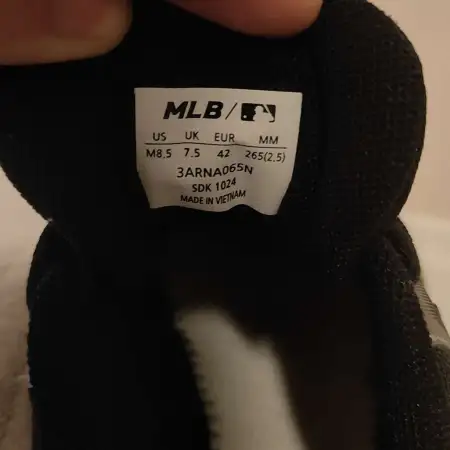 MLB/
US UK EUR MM
M8.5 7.5 42 265(2.5)
3ARNA065N
SDK 1024
MADE IN VIETNAM